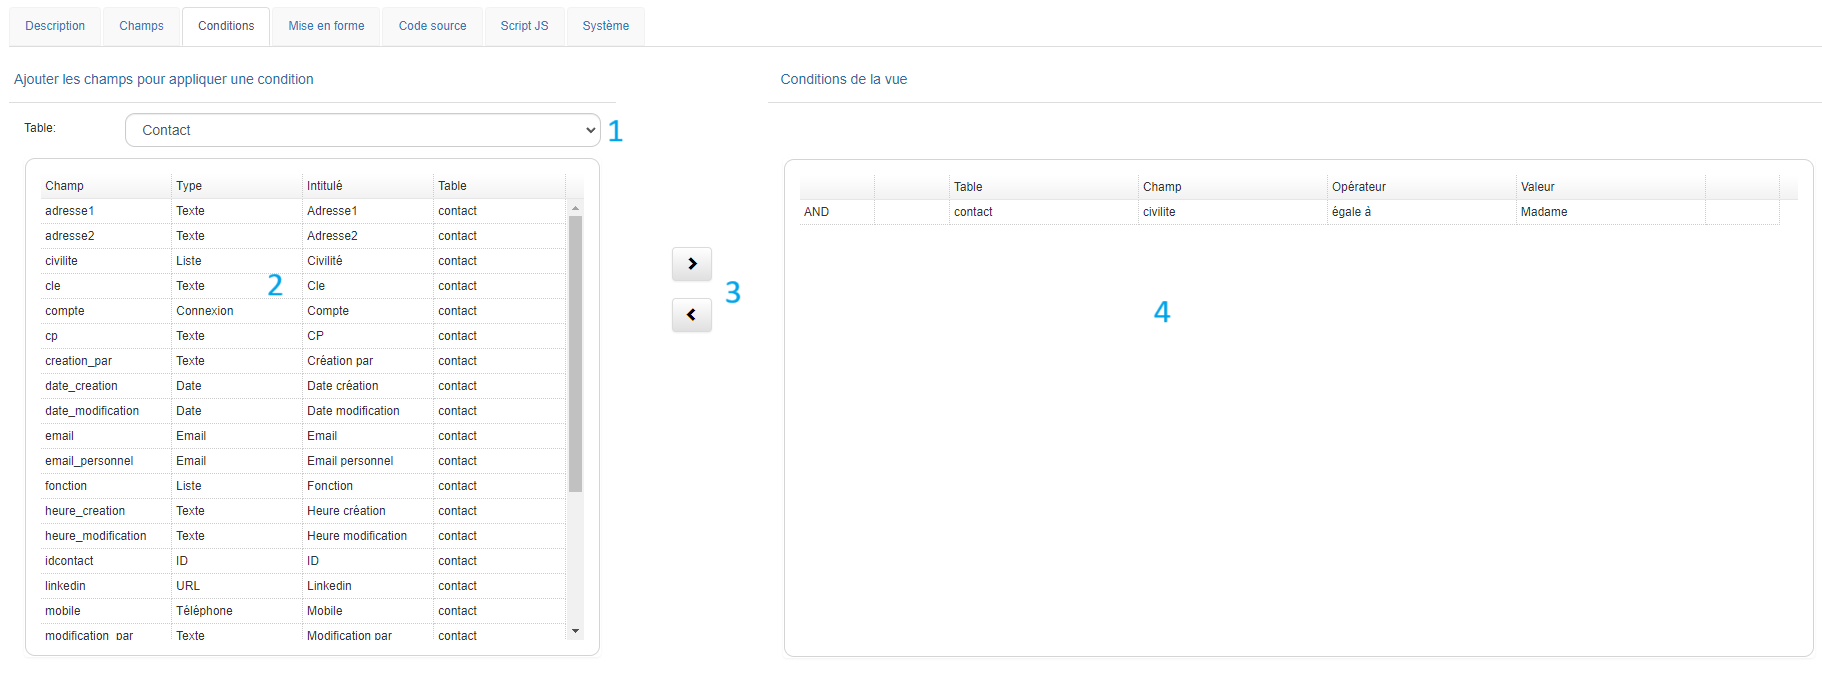 Description Champs Conditions Mise en forme Code source Script JS Système
Ajouter les champs pour appliquer une condition
Table: Contact 1
Champ Type Intitulé Table
adresse1 Texte Adresse1 contact
adresse2 Texte Adresse2 contact
civilite Liste Civilité contact
cle Texte 2 Cle contact
compte Connexion Compte contact
cp Texte CP contact
creation_par Texte Création par contact
date_creation Date Date création contact
date_modification Date Date modification contact
email Email Email contact
email_personnel Email Email personnel contact
fonction Liste Fonction contact
heure_creation Texte Heure création contact
heure_modification Texte Heure modification contact
idcontact ID ID contact
linkedin URL Linkedin contact
mobile Téléphone Mobile contact
modification_par Texte Modification par contact
3
Conditions de la vue
Table Champ Opérateur Valeur
AND contact civilite égale à Madame
4